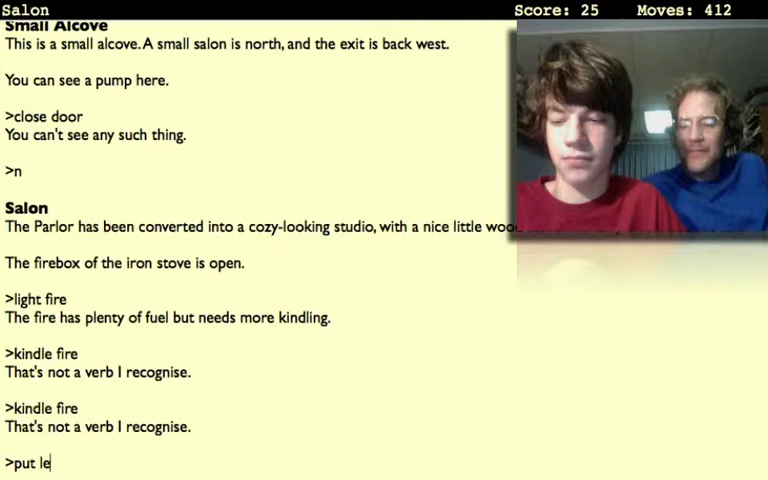 Salon Score: 25 Moves: 412
Small Alcove
This is a small alcove. A small salon is north, and the exit is back west.
You can see a pump here.
>close door
You can't see any such thing.
>n
Salon
The Parlor has been converted into a cozy-looking studio, with a nice little
The firebox of the iron stove is open.
>light fire
The fire has plenty of fuel but needs more kindling.
>kindle fire
That's not a verb I recognise.
>kindle fire
That's not a verb I recognise.
>put le